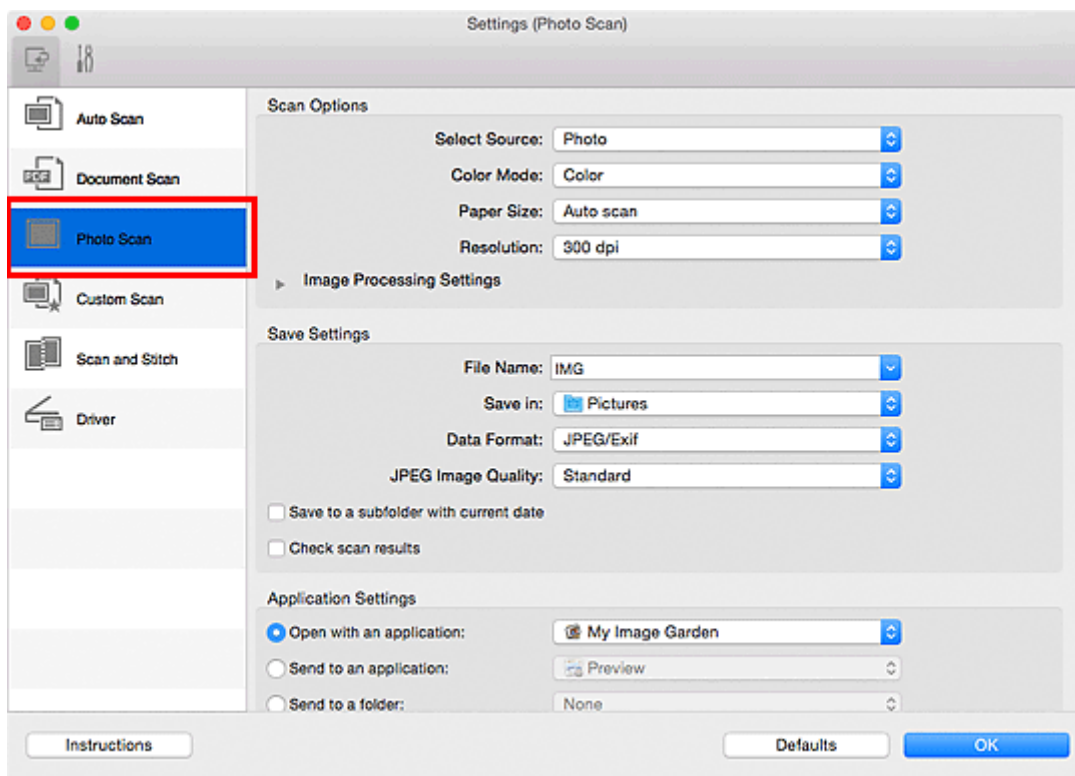 Settings (Photo Scan)
Auto Scan
PDF
Document Scan
Photo Scan
Custom Scan
Scan and Stitch
Driver
Scan Options
Select Source: Photo
Color Mode: Color
Paper Size: Auto scan
Resolution: 300 dpi
Image Processing Settings
Save Settings
File Name: IMG
Save in: Pictures
Data Format: JPEG/Exif
JPEG Image Quality: Standard
Save to a subfolder with current date
Check scan results
Application Settings
Open with an application: My Image Garden
Send to an application: Preview
Send to a folder: None
Instructions
Defaults
OK